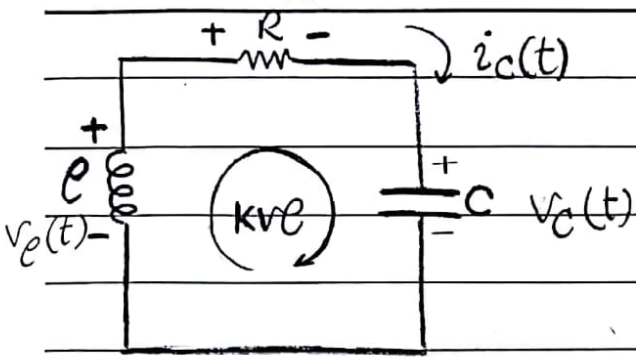 + R -
i_c(t)
+
ℓ
V_ℓ(t) -
KVℓ
+
C
V_c(t)
-